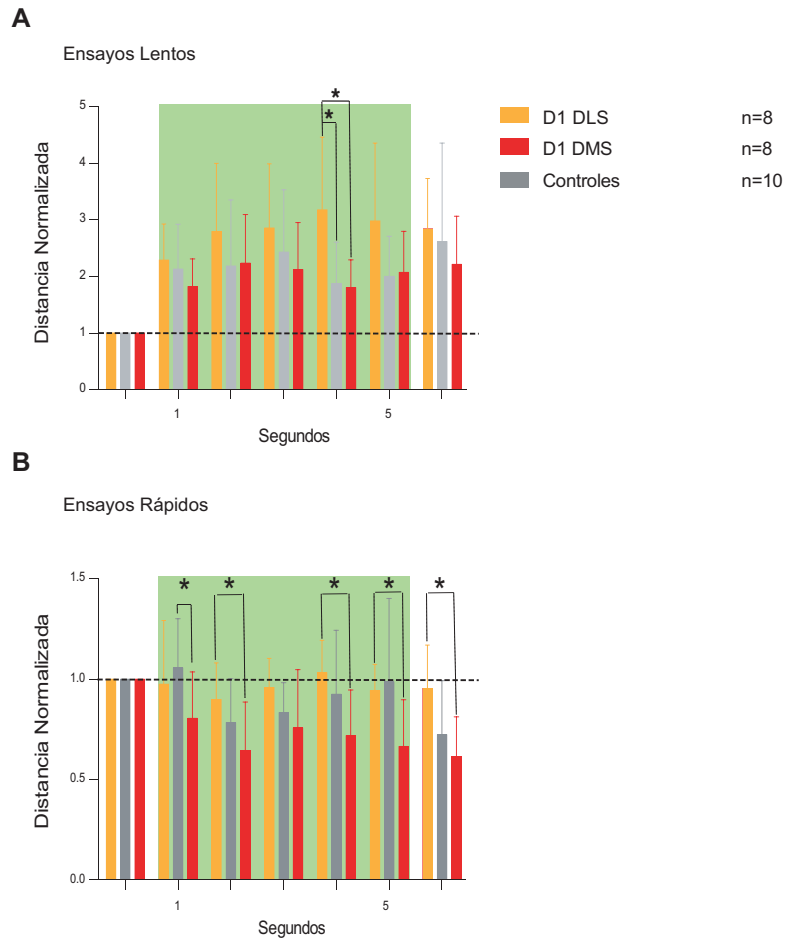 A
Ensayos Lentos
5
4
3
2
1
0
Distancia Normalizada
* *
1 5
Segundos
D1 DLS n=8
D1 DMS n=8
Controles n=10
B
Ensayos Rápidos
1.5
1.0
0.5
0.0
Distancia Normalizada
* * * * *
1 5
Segundos